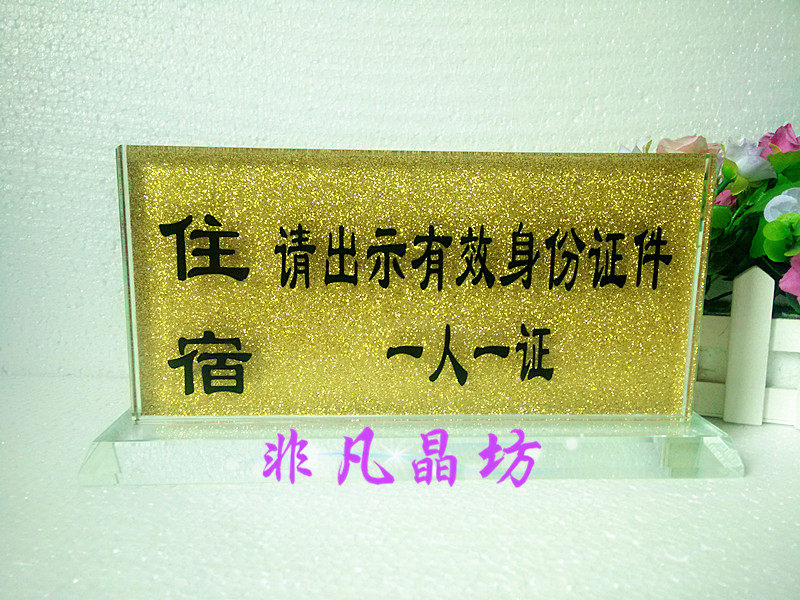 住宿
请出示有效身份证件
一人一证
非凡晶坊